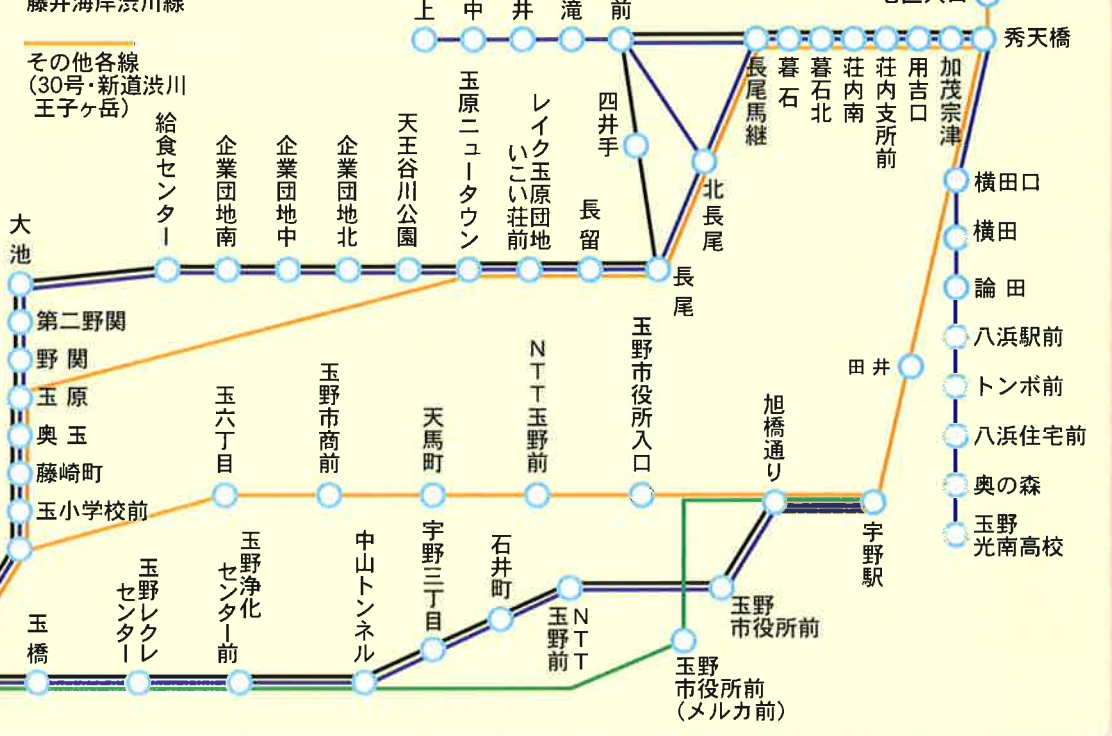 藤井海岸渋川線
その他各線
（30号・新道渋川
王子ヶ岳）
上
中
井
滝
前
秀天橋
長尾馬継
暮石
暮石北
荘内南
荘内支所前
用吉口
加茂宗津
四井手
北長尾
長尾
長留
レイク玉原団地
いこい荘前
玉原ニュータウン
天王谷川公園
企業団地北
企業団地中
企業団地南
給食センター
大池
第二野関
野関
玉原
奥玉
藤崎町
玉小学校前
玉六丁目
玉野市商前
天馬町
NTT玉野前
玉野市役所入口
旭橋通り
宇野駅
田井
横田口
横田
論田
八浜駅前
トンボ前
八浜住宅前
奥の森
玉野
光南高校
玉橋
玉野レクレ
センター
玉野浄化
センター前
中山トンネル
宇野三丁目
石井町
NTT
玉野前
玉野
市役所前
玉野
市役所前
（メルカ前）